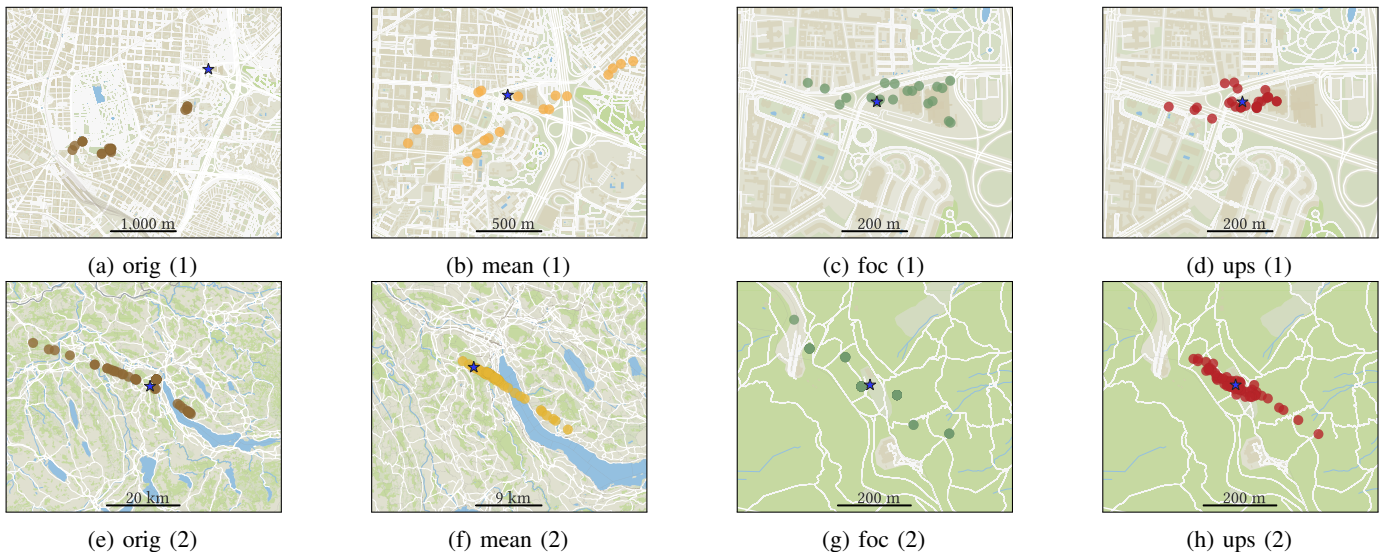 1,000 m
500 m
200 m
200 m
(a) orig (1)
(b) mean (1)
(c) foc (1)
(d) ups (1)
20 km
9 km
200 m
200 m
(e) orig (2)
(f) mean (2)
(g) foc (2)
(h) ups (2)